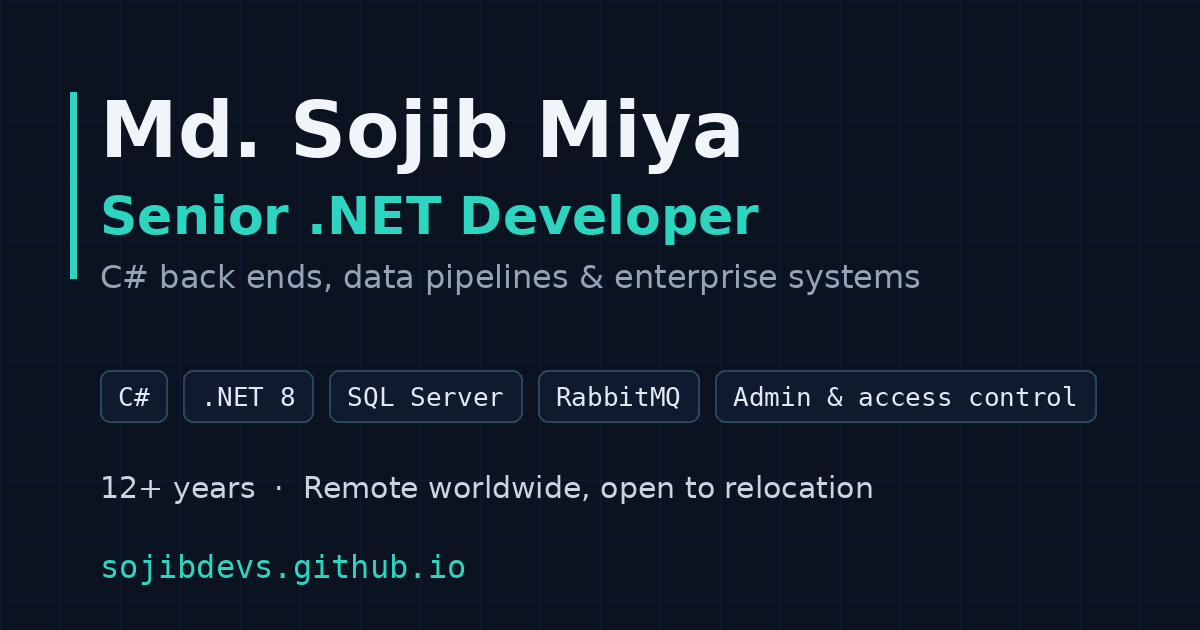 Md. Sojib Miya
Senior .NET Developer
C# back ends, data pipelines & enterprise systems
C# .NET 8 SQL Server RabbitMQ Admin & access control
12+ years · Remote worldwide, open to relocation
sojibdevs.github.io